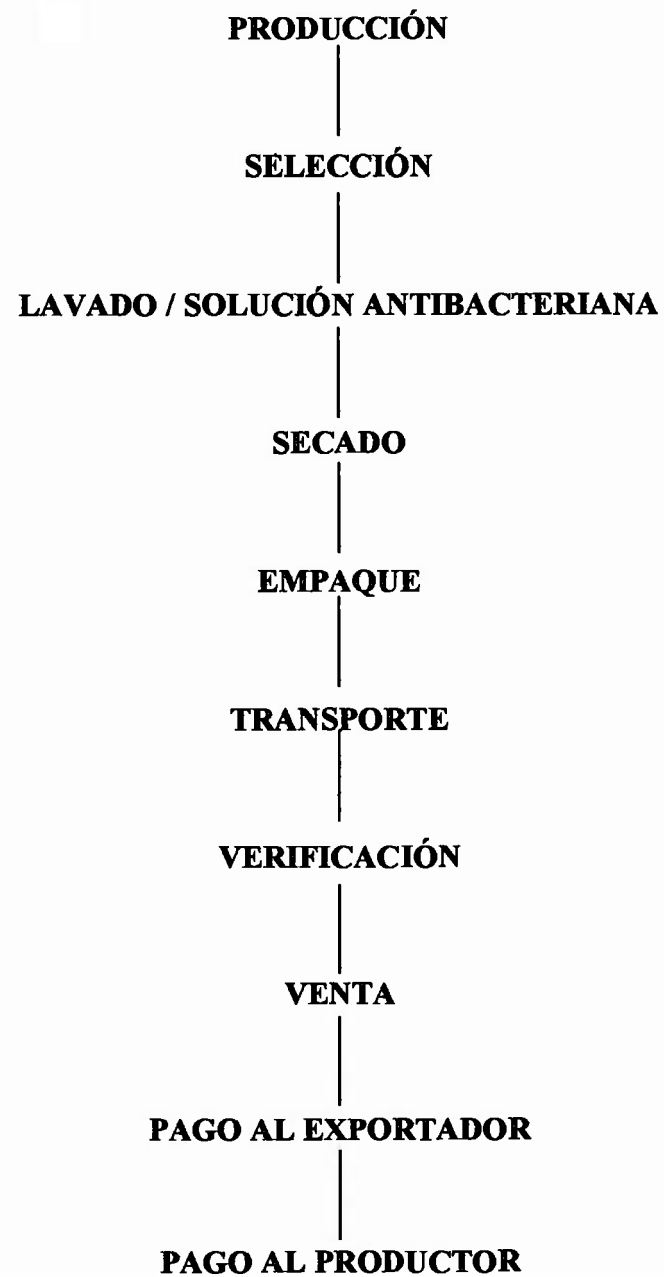 PRODUCCIÓN
SELECCIÓN
LAVADO / SOLUCIÓN ANTIBACTERIANA
SECADO
EMPAQUE
TRANSPORTE
VERIFICACIÓN
VENTA
PAGO AL EXPORTADOR
PAGO AL PRODUCTOR